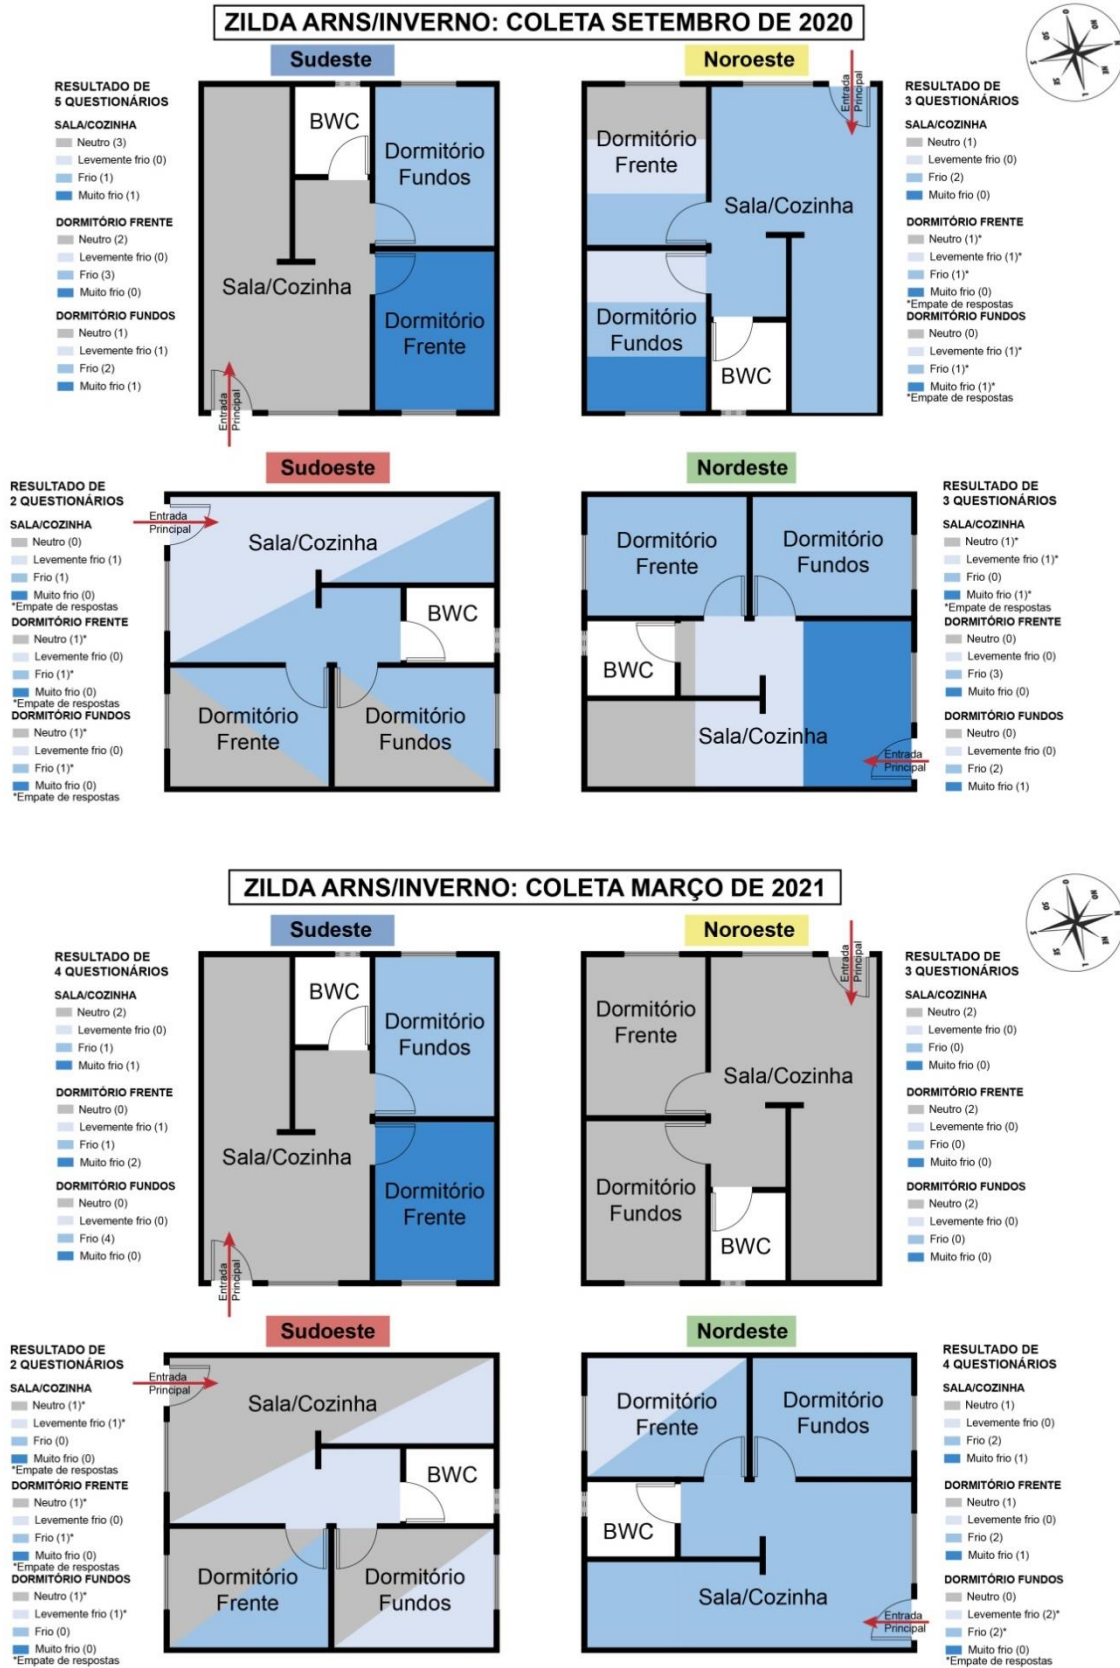 ZILDA ARNS/INVERNO: COLETA SETEMBRO DE 2020
Sudeste
RESULTADO DE
5 QUESTIONÁRIOS
SALA/COZINHA
Neutro (3)
Levemente frio (0)
Frio (1)
Muito frio (1)
DORMITÓRIO FRENTE
Neutro (2)
Levemente frio (0)
Frio (3)
Muito frio (0)
DORMITÓRIO FUNDOS
Neutro (1)
Levemente frio (1)
Frio (2)
Muito frio (1)
BWC
Dormitório
Fundos
Sala/Cozinha
Dormitório
Frente
Entrada
Principal
Noroeste
Entrada
Principal
Dormitório
Frente
Sala/Cozinha
Dormitório
Fundos
BWC
RESULTADO DE
3 QUESTIONÁRIOS
SALA/COZINHA
Neutro (1)
Levemente frio (0)
Frio (2)
Muito frio (0)
DORMITÓRIO FRENTE
Neutro (1)*
Levemente frio (1)*
Frio (1)*
Muito frio (0)
*Empate de respostas
DORMITÓRIO FUNDOS
Neutro (0)
Levemente frio (1)*
Frio (1)*
Muito frio (1)*
*Empate de respostas
O
NO
N
NE
L
SE
S
SO
Sudoeste
RESULTADO DE
2 QUESTIONÁRIOS
SALA/COZINHA
Neutro (0)
Levemente frio (1)
Frio (1)
Muito frio (0)
*Empate de respostas
DORMITÓRIO FRENTE
Neutro (1)*
Levemente frio (0)
Frio (1)*
Muito frio (0)
*Empate de respostas
DORMITÓRIO FUNDOS
Neutro (1)*
Levemente frio (0)
Frio (1)*
Muito frio (0)
*Empate de respostas
Entrada
Principal
Sala/Cozinha
BWC
Dormitório
Frente
Dormitório
Fundos
Nordeste
Dormitório
Frente
Dormitório
Fundos
BWC
Sala/Cozinha
Entrada
Principal
RESULTADO DE
3 QUESTIONÁRIOS
SALA/COZINHA
Neutro (1)*
Levemente frio (1)*
Frio (0)
Muito frio (1)*
*Empate de respostas
DORMITÓRIO FRENTE
Neutro (0)
Levemente frio (0)
Frio (3)
Muito frio (0)
DORMITÓRIO FUNDOS
Neutro (0)
Levemente frio (0)
Frio (2)
Muito frio (1)
ZILDA ARNS/INVERNO: COLETA MARÇO DE 2021
Sudeste
RESULTADO DE
4 QUESTIONÁRIOS
SALA/COZINHA
Neutro (2)
Levemente frio (0)
Frio (1)
Muito frio (1)
DORMITÓRIO FRENTE
Neutro (0)
Levemente frio (1)
Frio (1)
Muito frio (2)
DORMITÓRIO FUNDOS
Neutro (0)
Levemente frio (0)
Frio (4)
Muito frio (0)
BWC
Dormitório
Fundos
Sala/Cozinha
Dormitório
Frente
Entrada
Principal
Noroeste
Entrada
Principal
Dormitório
Frente
Sala/Cozinha
Dormitório
Fundos
BWC
RESULTADO DE
3 QUESTIONÁRIOS
SALA/COZINHA
Neutro (2)
Levemente frio (0)
Frio (0)
Muito frio (0)
DORMITÓRIO FRENTE
Neutro (2)
Levemente frio (0)
Frio (0)
Muito frio (0)
DORMITÓRIO FUNDOS
Neutro (2)
Levemente frio (0)
Frio (0)
Muito frio (0)
O
NO
N
NE
L
SE
S
SO
Sudoeste
RESULTADO DE
2 QUESTIONÁRIOS
SALA/COZINHA
Neutro (1)*
Levemente frio (1)*
Frio (0)
Muito frio (0)
*Empate de respostas
DORMITÓRIO FRENTE
Neutro (1)*
Levemente frio (0)
Frio (1)*
Muito frio (0)
*Empate de respostas
DORMITÓRIO FUNDOS
Neutro (1)*
Levemente frio (1)*
Frio (0)
Muito frio (0)
*Empate de respostas
Entrada
Principal
Sala/Cozinha
BWC
Dormitório
Frente
Dormitório
Fundos
Nordeste
Dormitório
Frente
Dormitório
Fundos
BWC
Sala/Cozinha
Entrada
Principal
RESULTADO DE
4 QUESTIONÁRIOS
SALA/COZINHA
Neutro (1)
Levemente frio (0)
Frio (2)
Muito frio (1)
DORMITÓRIO FRENTE
Neutro (1)
Levemente frio (0)
Frio (2)
Muito frio (1)
DORMITÓRIO FUNDOS
Neutro (0)
Levemente frio (2)*
Frio (2)*
Muito frio (0)
*Empate de respostas